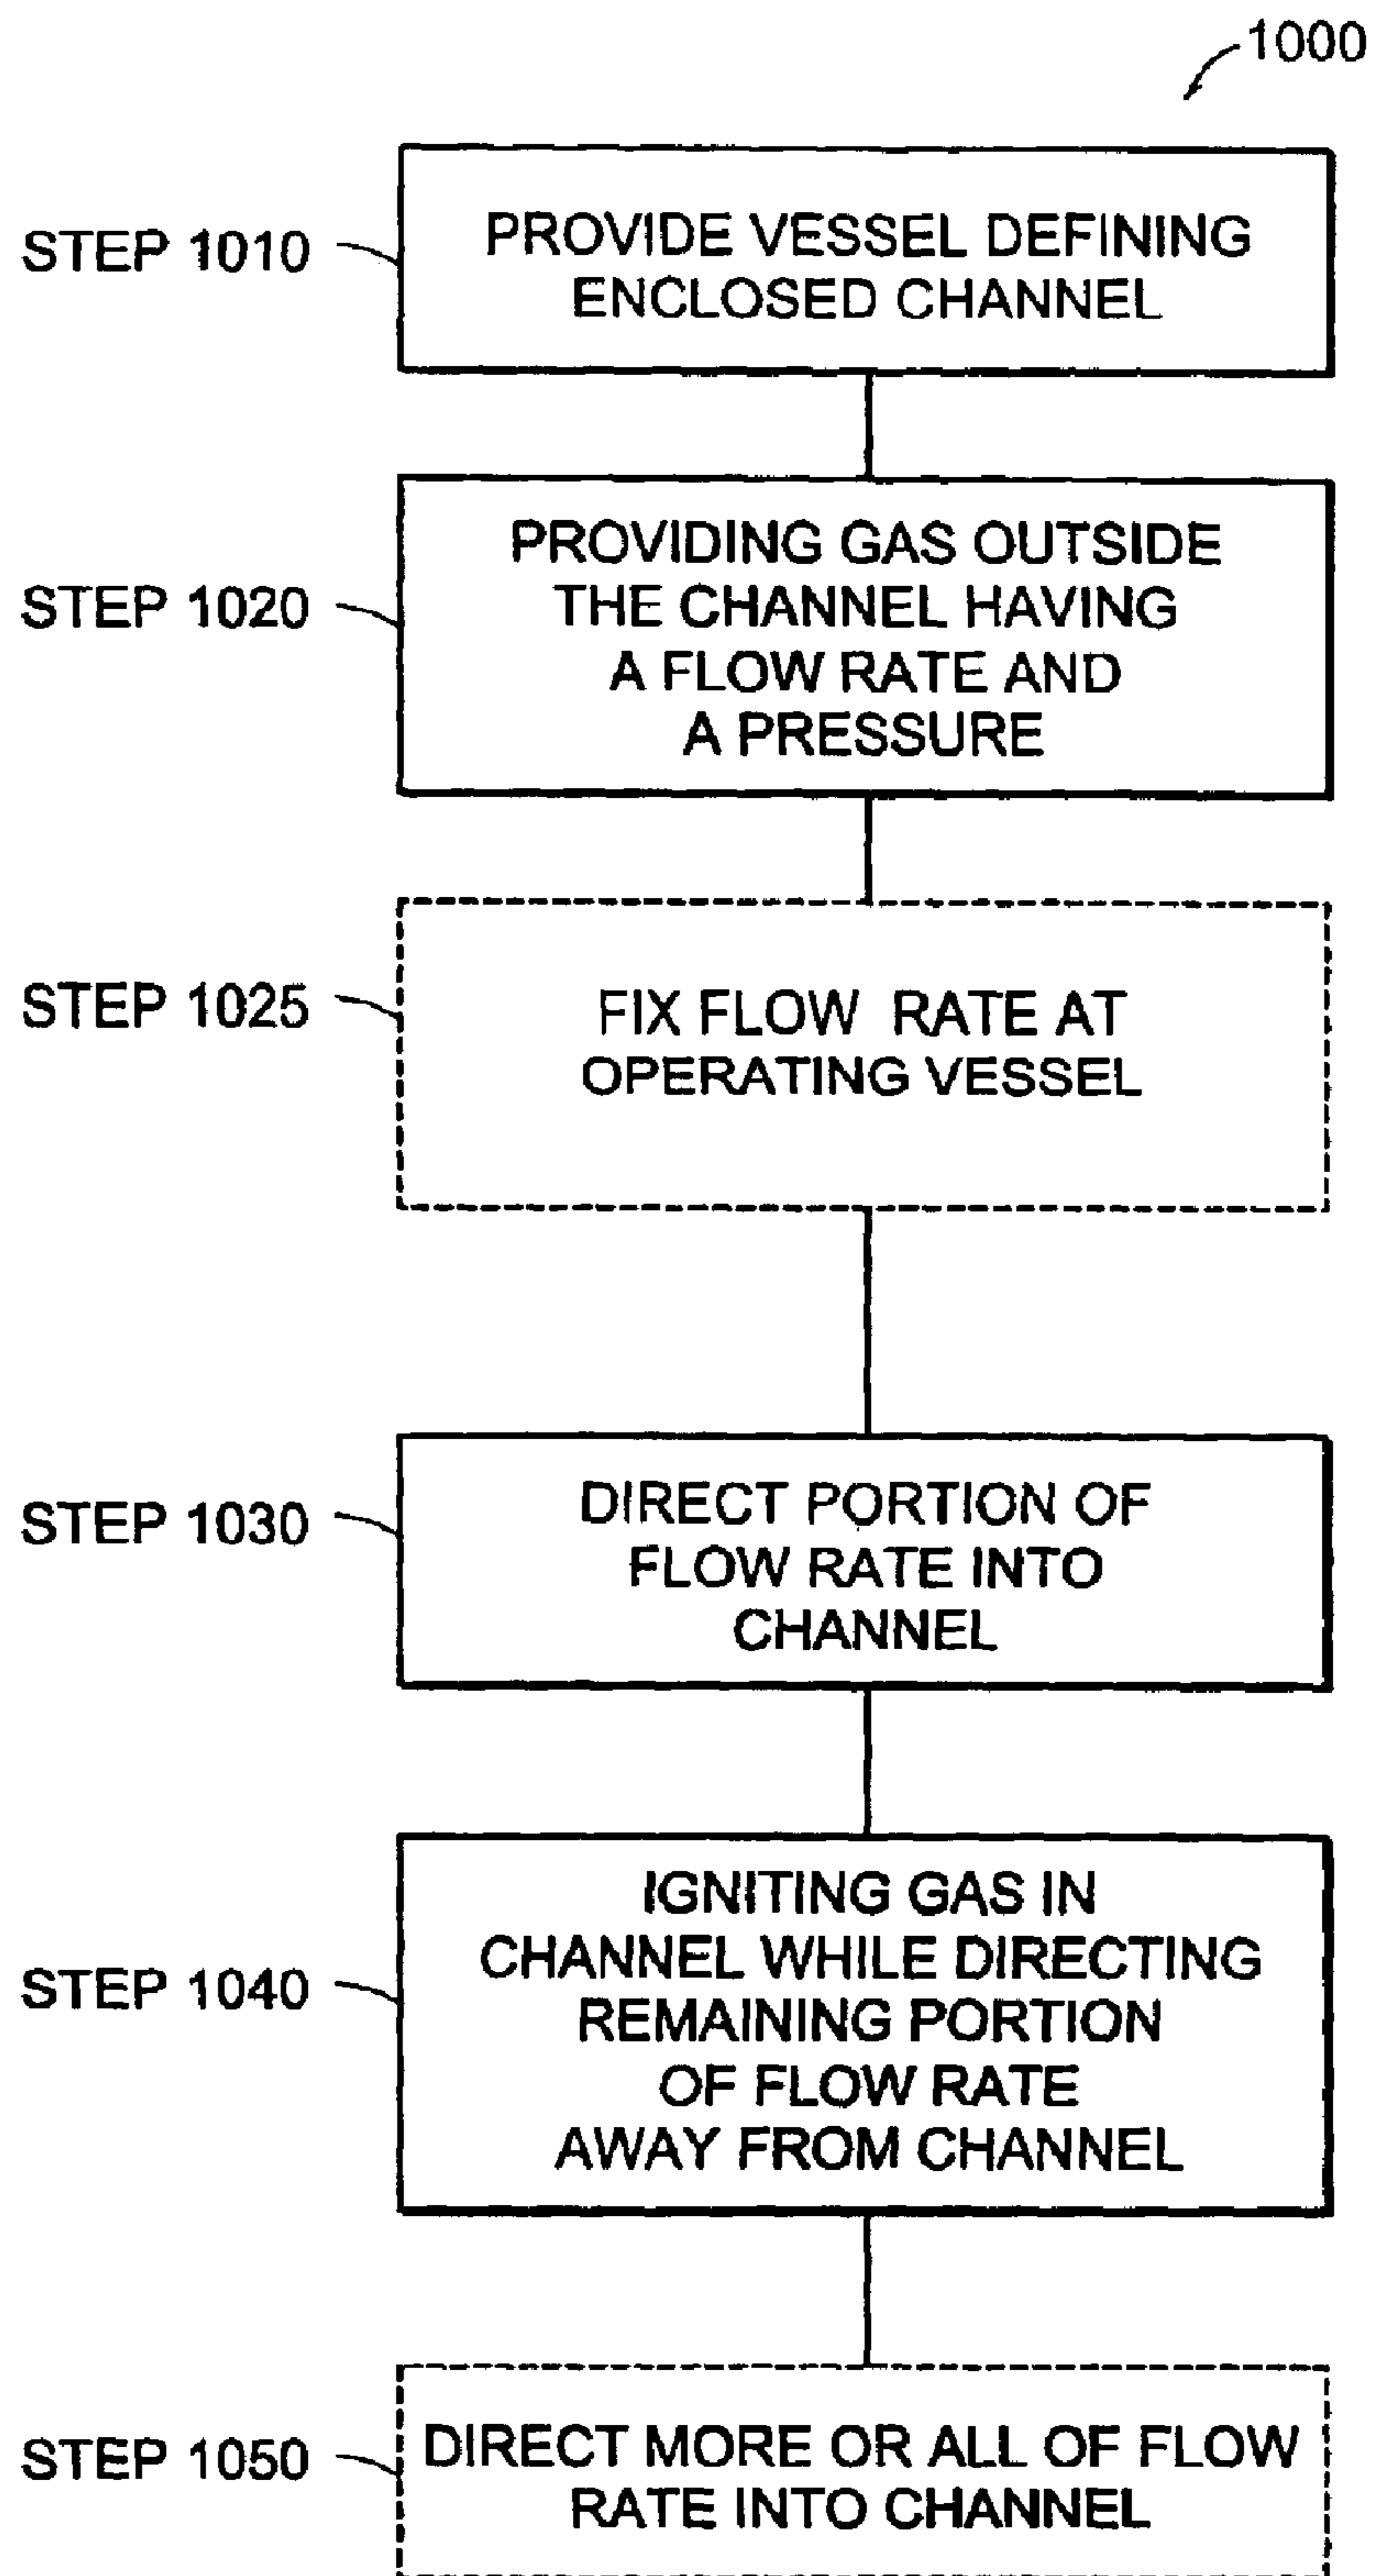 1000
STEP 1010
PROVIDE VESSEL DEFINING
ENCLOSED CHANNEL
STEP 1020
PROVIDING GAS OUTSIDE
THE CHANNEL HAVING
A FLOW RATE AND
A PRESSURE
STEP 1025
FIX FLOW RATE AT
OPERATING VESSEL
STEP 1030
DIRECT PORTION OF
FLOW RATE INTO
CHANNEL
STEP 1040
IGNITING GAS IN
CHANNEL WHILE DIRECTING
REMAINING PORTION
OF FLOW RATE
AWAY FROM CHANNEL
STEP 1050
DIRECT MORE OR ALL OF FLOW
RATE INTO CHANNEL